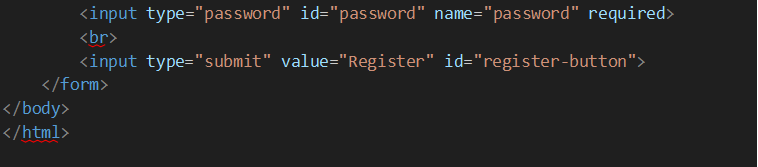 <input type="password" id="password" name="password" required>
<br>
<input type="submit" value="Register" id="register-button">
</form>
</body>
</html>